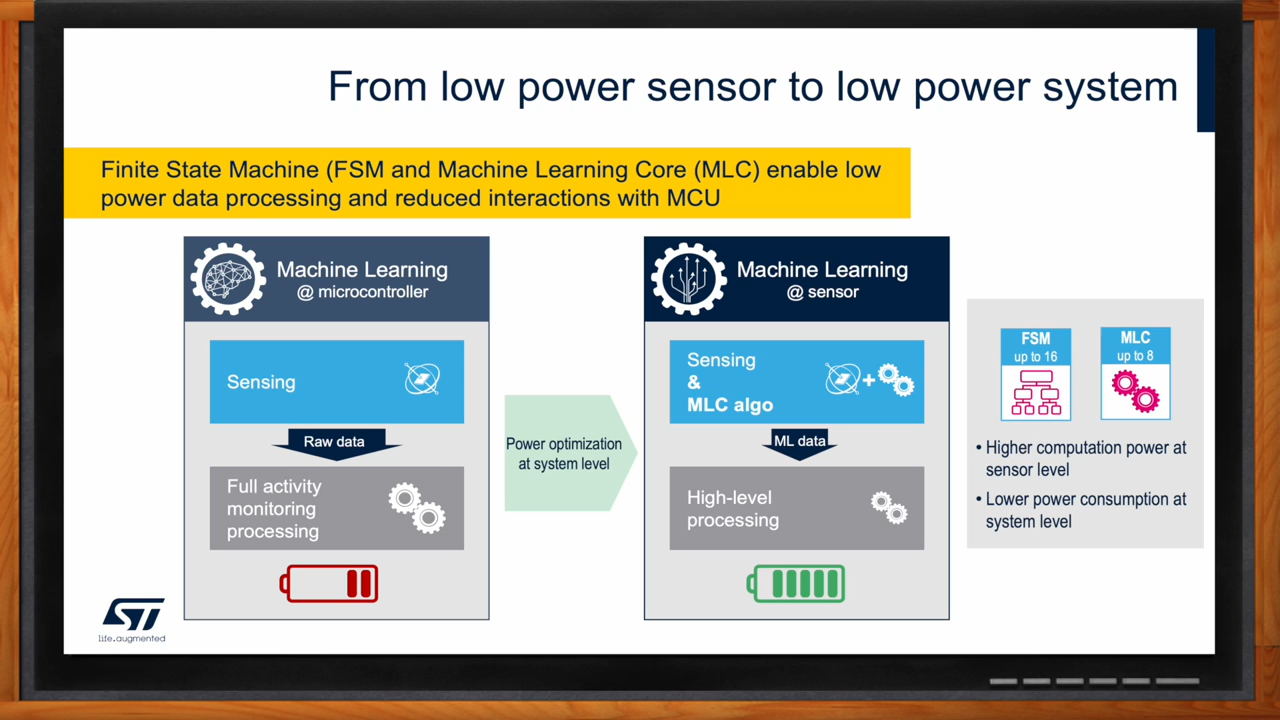 From low power sensor to low power system
Finite State Machine (FSM and Machine Learning Core (MLC) enable low
power data processing and reduced interactions with MCU
Machine Learning
@ microcontroller
Sensing
Raw data
Full activity
monitoring
processing
Power optimization
at system level
Machine Learning
@ sensor
Sensing
&
MLC algo
ML data
High-level
processing
FSM
up to 16
MLC
up to 8
• Higher computation power at
sensor level
• Lower power consumption at
system level
ST
life.augmented